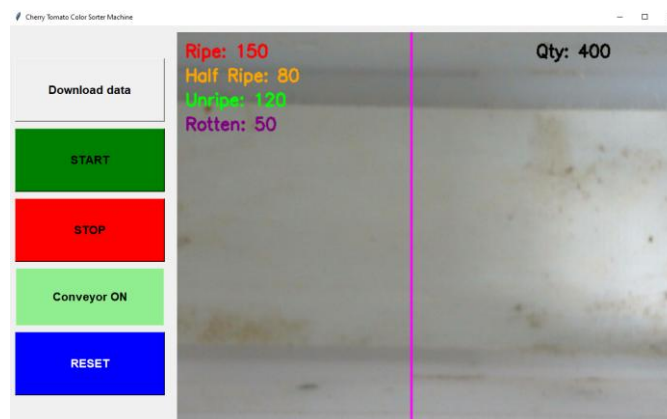 Cherry Tomato Color Sorter Machine
Download data
START
STOP
Conveyor ON
RESET
Ripe: 150
Half Ripe: 80
Unripe: 120
Rotten: 50
Qty: 400